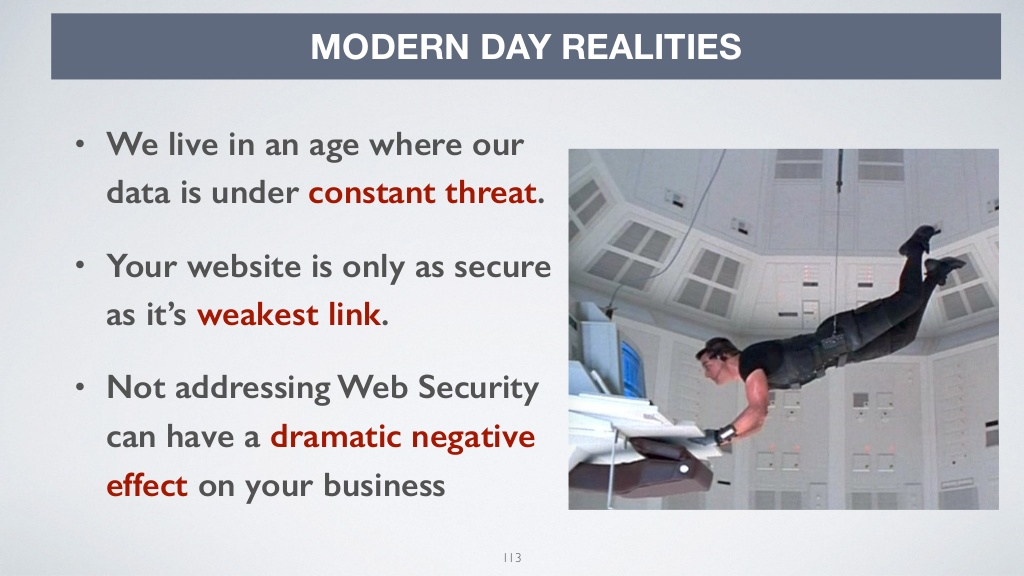 MODERN DAY REALITIES
• We live in an age where our
data is under constant threat.
• Your website is only as secure
as it’s weakest link.
• Not addressing Web Security
can have a dramatic negative
effect on your business
113